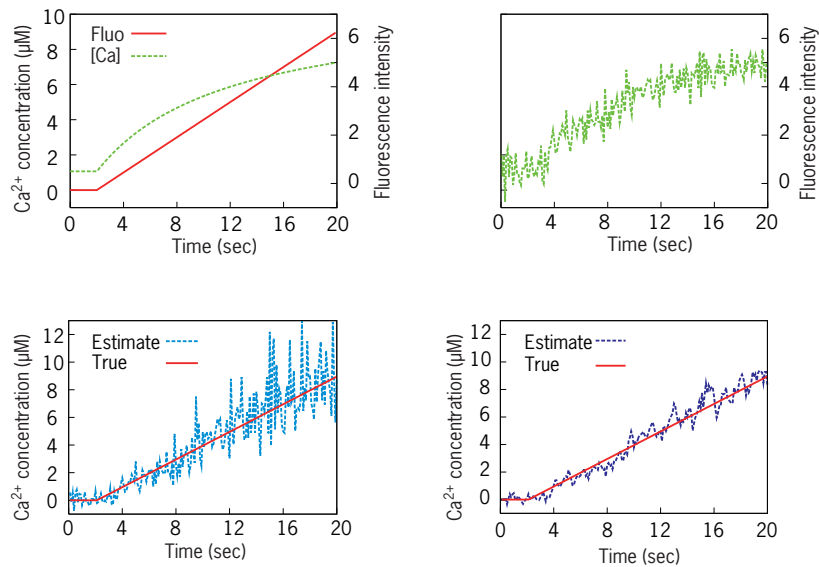 Ca²⁺ concentration (µM)
10
8
6
4
2
0
Fluo
[Ca]
6
4
2
0
Fluorescence intensity
0 4 8 12 16 20
Time (sec)
6
4
2
0
Fluorescence intensity
0 4 8 12 16 20
Time (sec)
Ca²⁺ concentration (µM)
12
10
8
6
4
2
0
Estimate
True
0 4 8 12 16 20
Time (sec)
Ca²⁺ concentration (µM)
12
10
8
6
4
2
0
Estimate
True
0 4 8 12 16 20
Time (sec)